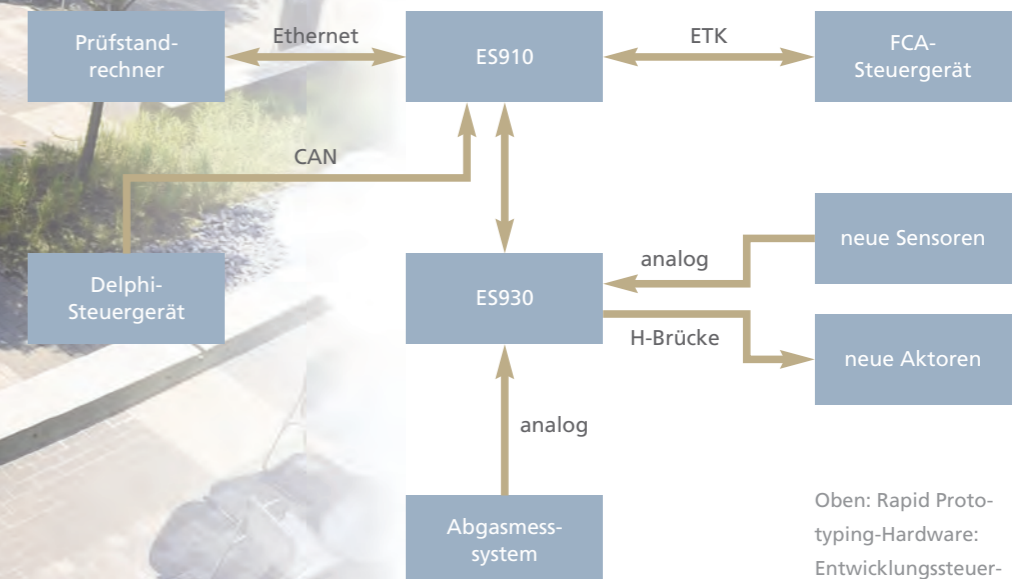 Prüfstand-
rechner
Ethernet
ES910
ETK
FCA-
Steuergerät
CAN
Delphi-
Steuergerät
ES930
analog
neue Sensoren
H-Brücke
neue Aktoren
analog
Abgasmess-
system
Oben: Rapid Proto-
typing-Hardware:
Entwicklungssteuer-